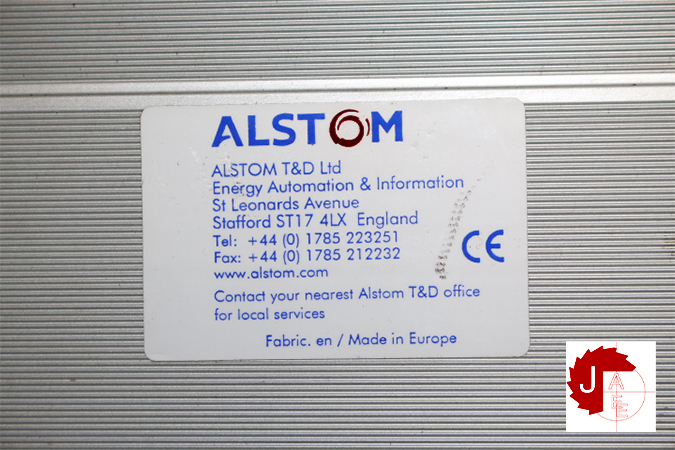 ALSTOM
ALSTOM T&D Ltd
Energy Automation & Information
St Leonards Avenue
Stafford ST17 4LX England
Tel: +44 (0) 1785 223251
Fax: +44 (0) 1785 212232
www.alstom.com
CE
Contact your nearest Alstom T&D office
for local services
Fabric. en / Made in Europe
J